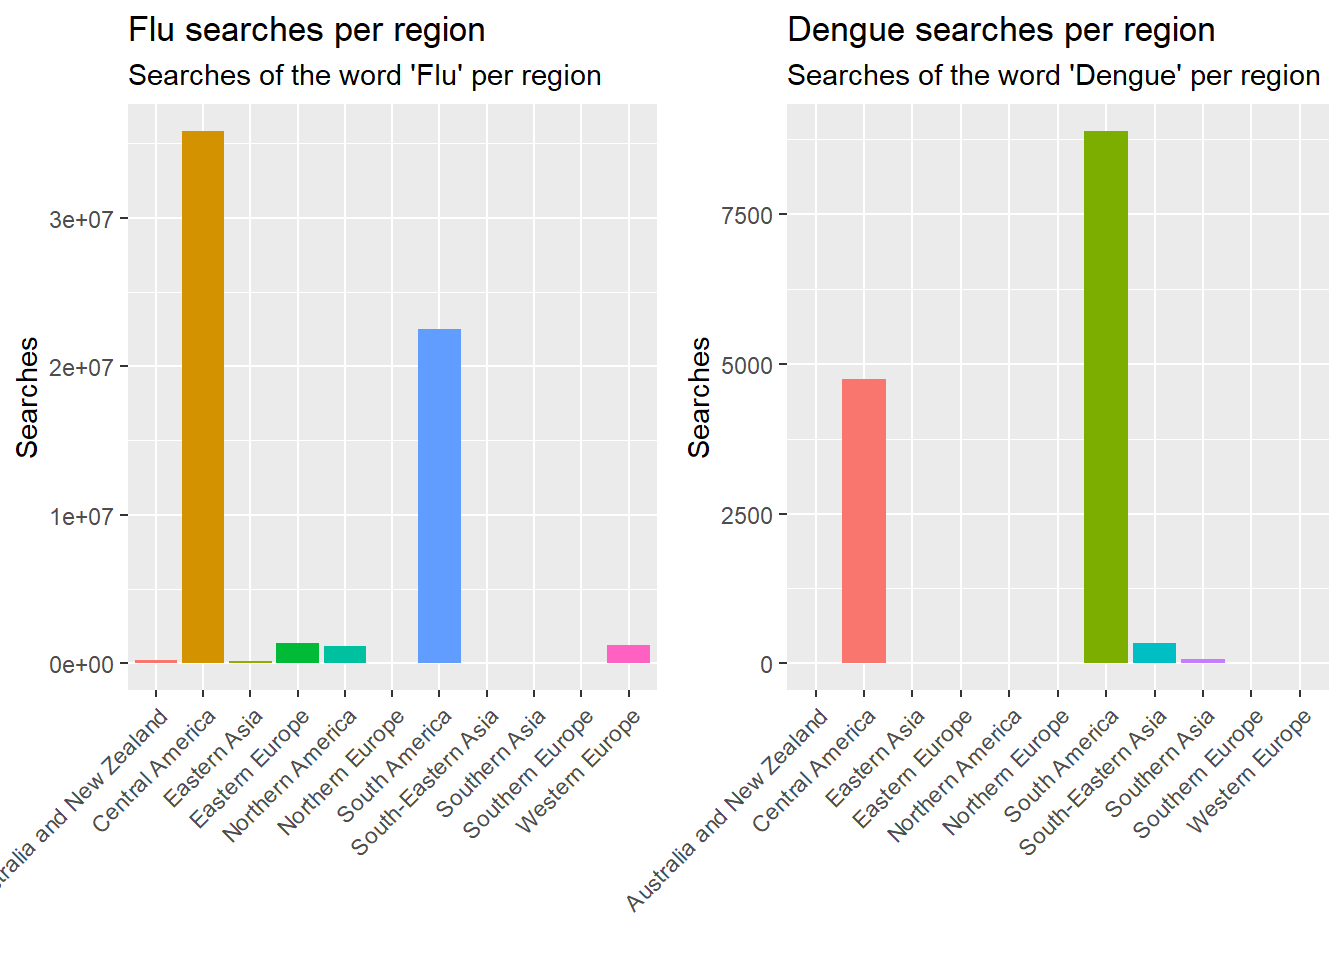 Flu searches per region
Searches of the word 'Flu' per region
Searches
3e+07
2e+07
1e+07
0e+00
tralia and New Zealand
Central America
Eastern Asia
Eastern Europe
Northern America
Northern Europe
South America
South-Eastern Asia
Southern Asia
Southern Europe
Western Europe
Dengue searches per region
Searches of the word 'Dengue' per region
Searches
7500
5000
2500
0
Australia and New Zealand
Central America
Eastern Asia
Eastern Europe
Northern America
Northern Europe
South America
South-Eastern Asia
Southern Asia
Southern Europe
Western Europe